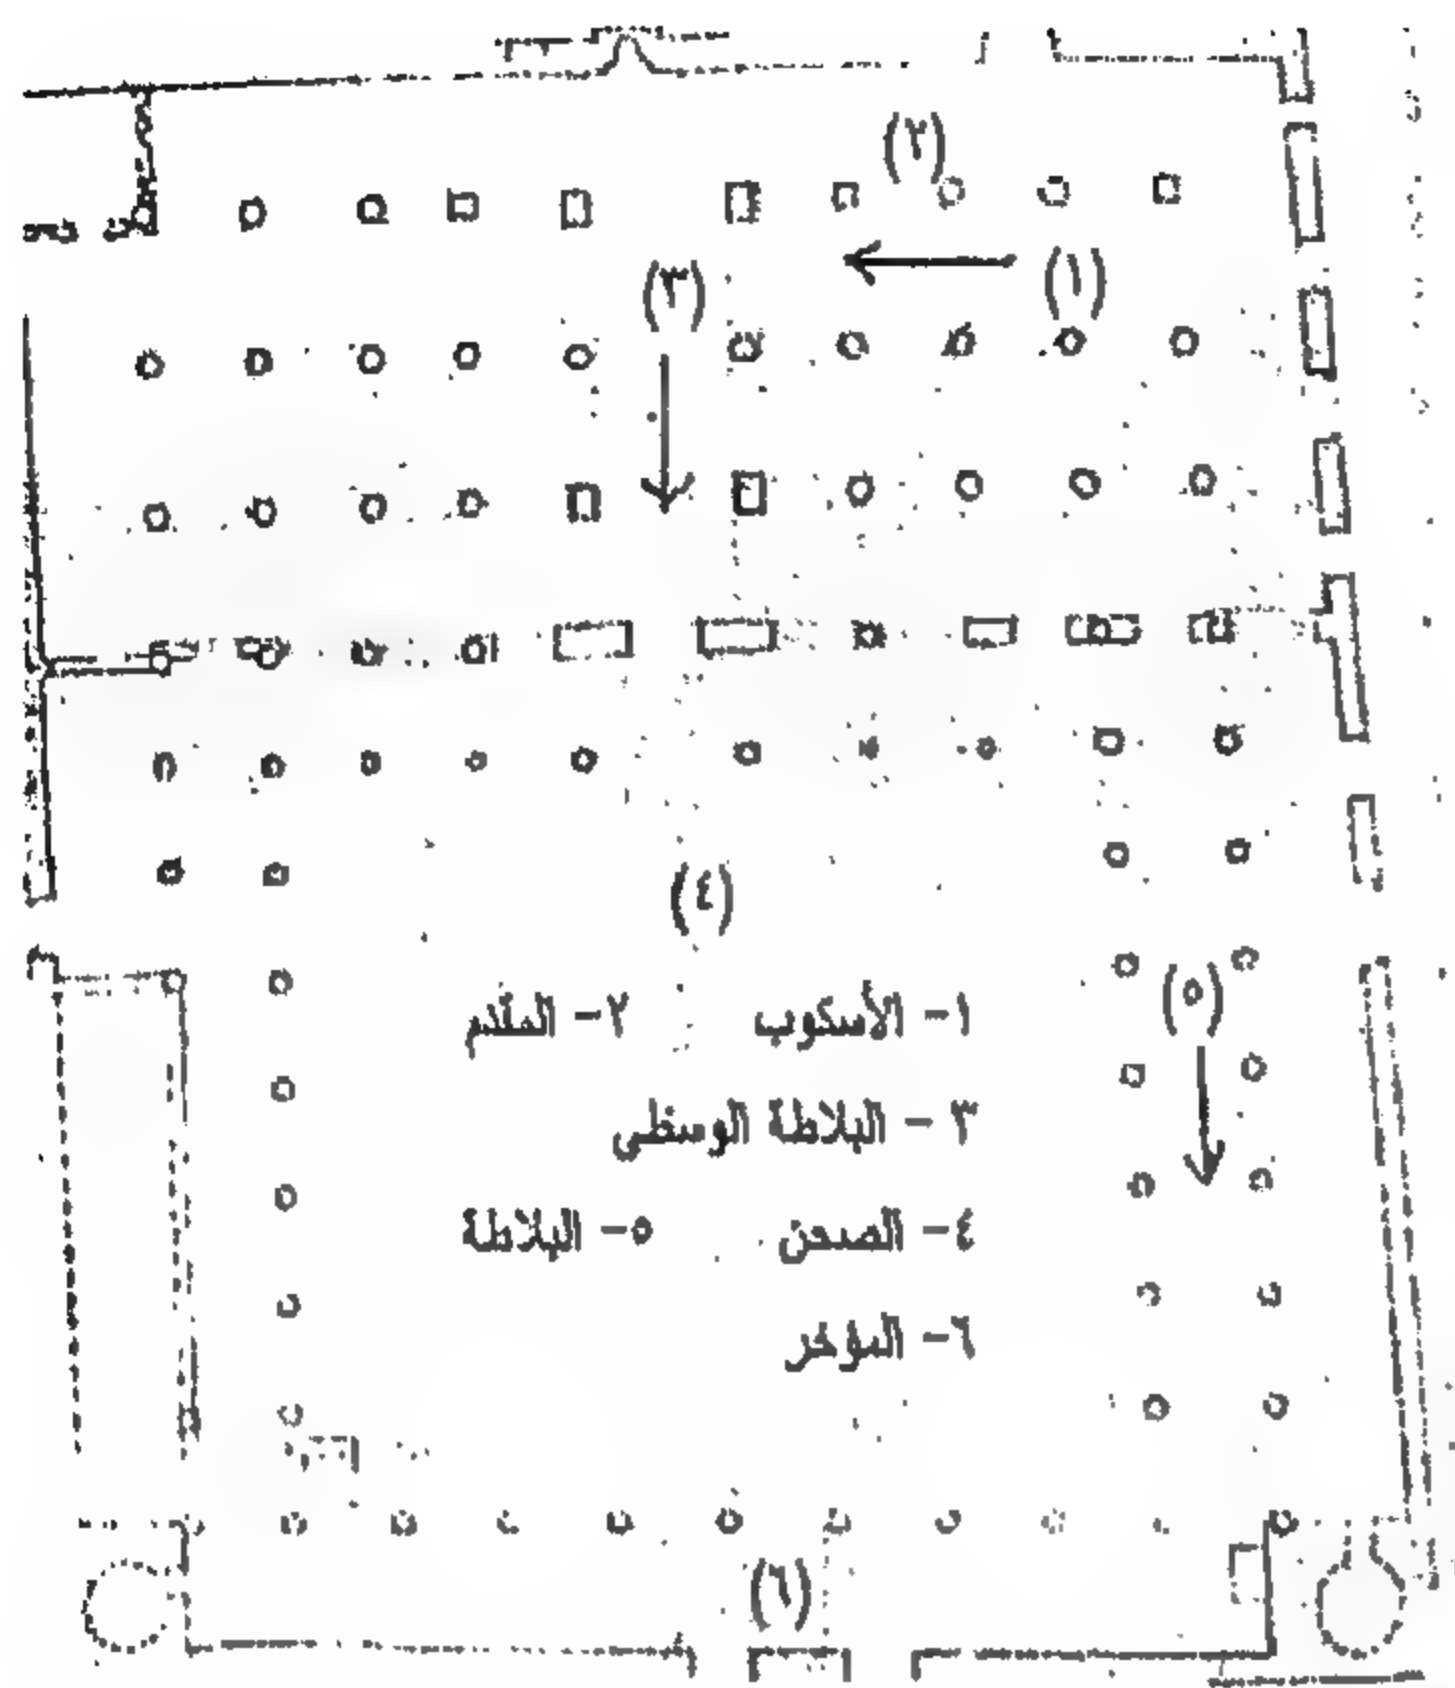 (٢)
(١)
(٣)
(٤)
(٥)
١- الأسكوب ٢- المقدم
٣ - البلاطة الوسطى
٤- الصحن ٥- البلاطة
٦- المؤخر
(٦)